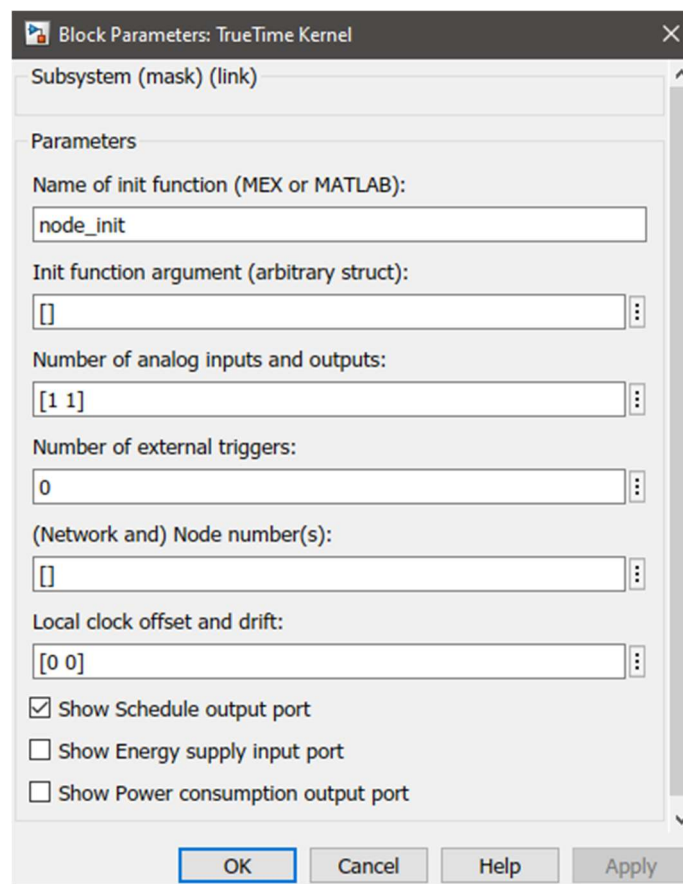 Block Parameters: TrueTime Kernel
Subsystem (mask) (link)
Parameters
Name of init function (MEX or MATLAB):
node_init
Init function argument (arbitrary struct):
[]
Number of analog inputs and outputs:
[1 1]
Number of external triggers:
0
(Network and) Node number(s):
[]
Local clock offset and drift:
[0 0]
Show Schedule output port
Show Energy supply input port
Show Power consumption output port
OK Cancel Help Apply